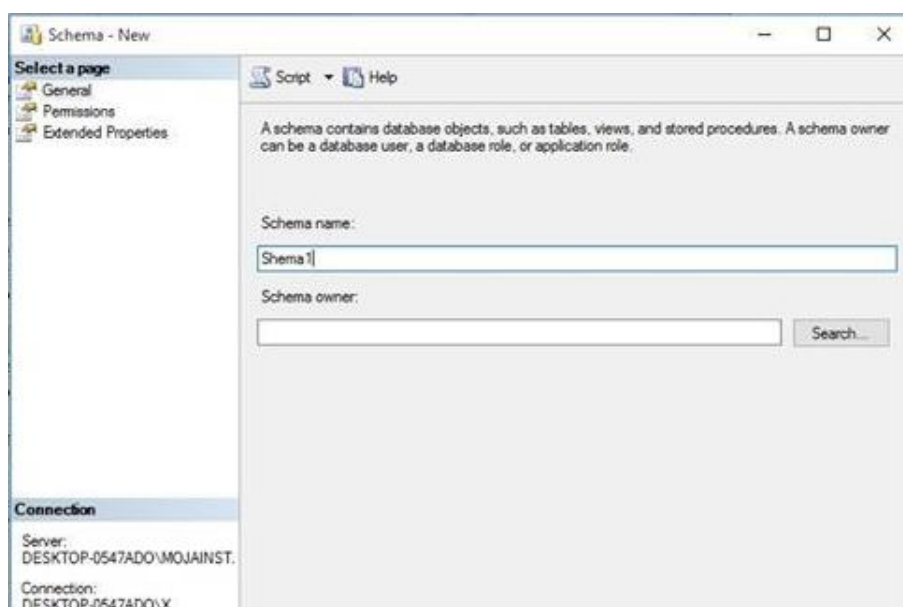 Schema - New
Select a page
General
Permissions
Extended Properties
Script
Help
A schema contains database objects, such as tables, views, and stored procedures. A schema owner
can be a database user, a database role, or application role.
Schema name:
Shema1
Schema owner:
Search...
Connection
Server:
DESKTOP-0547ADO\MOJAINST.
Connection:
DESKTOP-0547ADO\X